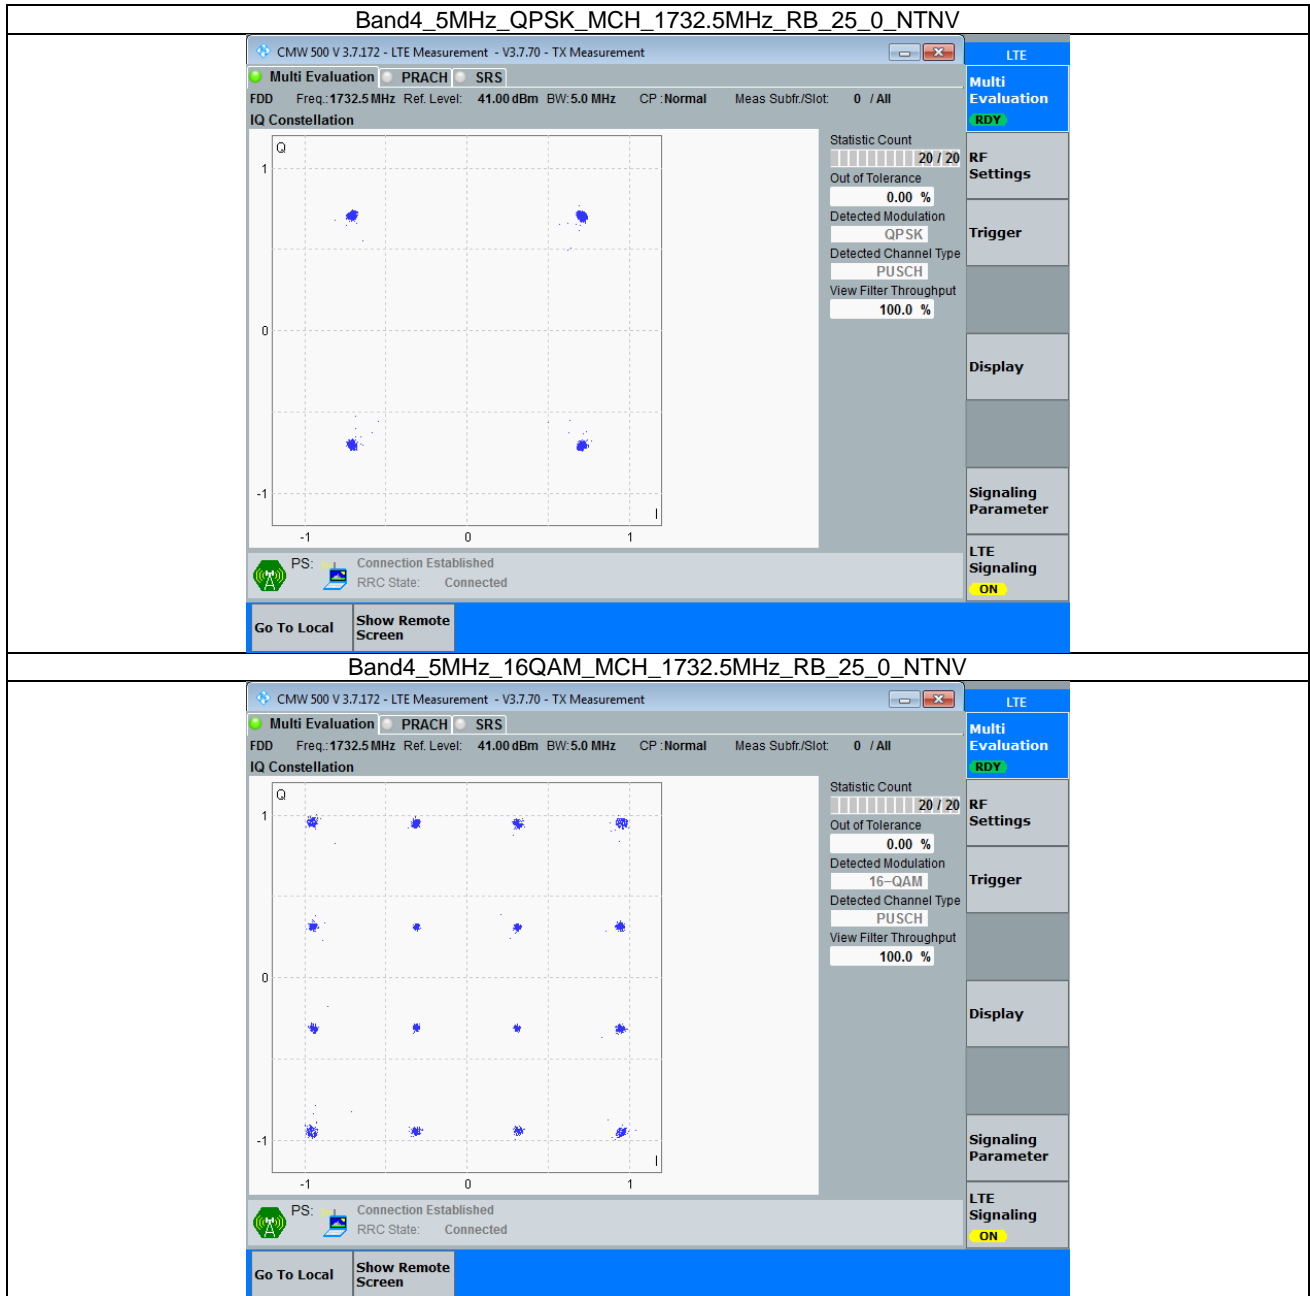 Band4_5MHz_QPSK_MCH_1732.5MHz_RB_25_0_NTNV
CMW 500 V 3.7.172 - LTE Measurement - V3.7.70 - TX Measurement
LTE
Multi Evaluation PRACH SRS
Multi
Evaluation
RDY
FDD Freq.:1732.5 MHz Ref. Level: 41.00 dBm BW:5.0 MHz CP :Normal Meas Subfr./Slot: 0 / All
IQ Constellation
Q
1
0
-1
-1 0 1
I
Statistic Count
20 / 20
Out of Tolerance
0.00 %
Detected Modulation
QPSK
Detected Channel Type
PUSCH
View Filter Throughput
100.0 %
RF
Settings
Trigger
Display
Signaling
Parameter
LTE
Signaling
ON
PS: Connection Established
RRC State: Connected
Go To Local
Show Remote
Screen
Band4_5MHz_16QAM_MCH_1732.5MHz_RB_25_0_NTNV
CMW 500 V 3.7.172 - LTE Measurement - V3.7.70 - TX Measurement
LTE
Multi Evaluation PRACH SRS
Multi
Evaluation
RDY
FDD Freq.:1732.5 MHz Ref. Level: 41.00 dBm BW:5.0 MHz CP :Normal Meas Subfr./Slot: 0 / All
IQ Constellation
Q
1
0
-1
-1 0 1
I
Statistic Count
20 / 20
Out of Tolerance
0.00 %
Detected Modulation
16-QAM
Detected Channel Type
PUSCH
View Filter Throughput
100.0 %
RF
Settings
Trigger
Display
Signaling
Parameter
LTE
Signaling
ON
PS: Connection Established
RRC State: Connected
Go To Local
Show Remote
Screen